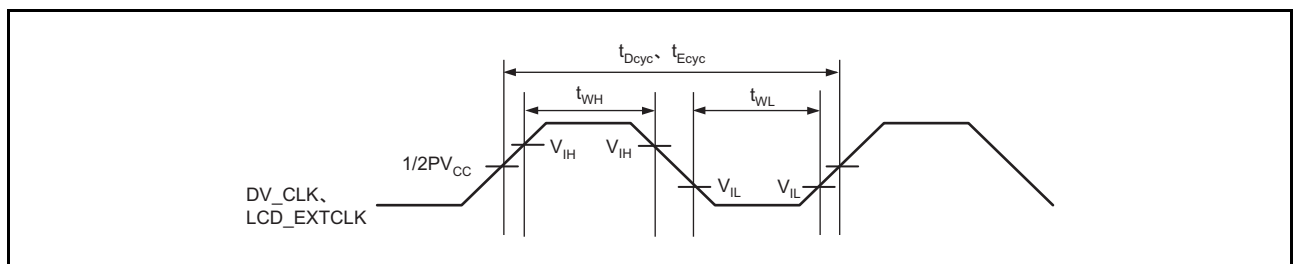 tDcyc、tEcyc
tWH
tWL
VIH
VIH
1/2PVCC
VIL
VIL
DV_CLK、
LCD_EXTCLK